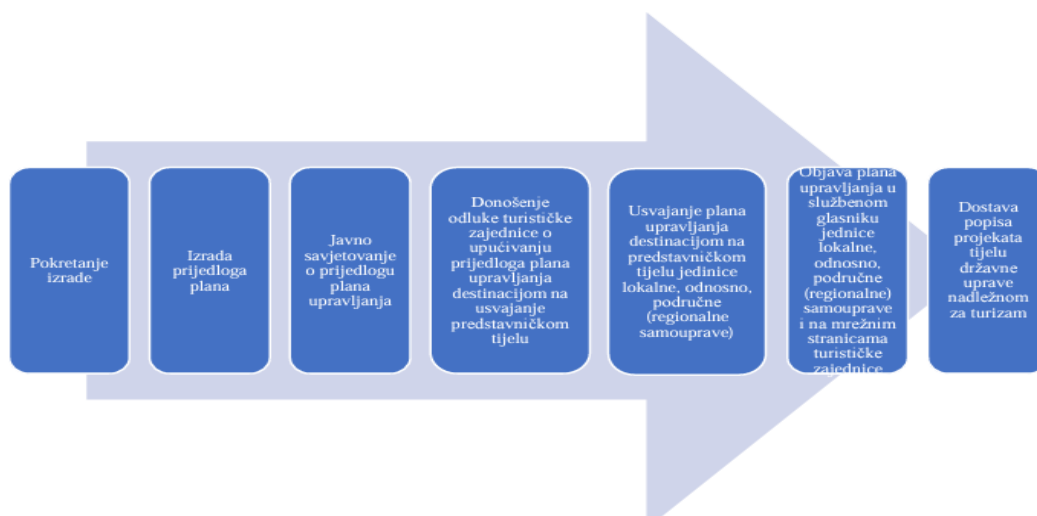 Pokretanje
izrade
Izrada
prijedloga
plana
Javno
savjetovanje
o prijedlogu
plana
upravljanja
Donošenje
odluke turističke
zajednice o
upućivanju
prijedloga plana
upravljanja
destinacijom na
usvajanje
predstavničkom
tijelu
Usvajanje plana
upravljanja
destinacijom na
predstavničkom
tijelu jedinice
lokalne, odnosno,
područne
(regionalne
samouprave)
Objava plana
upravljanja u
službenom
glasniku
jednice
lokalne,
odnosno,
područne
(regionalne)
samouprave
i na mrežnim
stranicama
turističke
zajednice
Dostava
popisa
projekata
tijelu
državne
uprave
nadležnom
za turizam